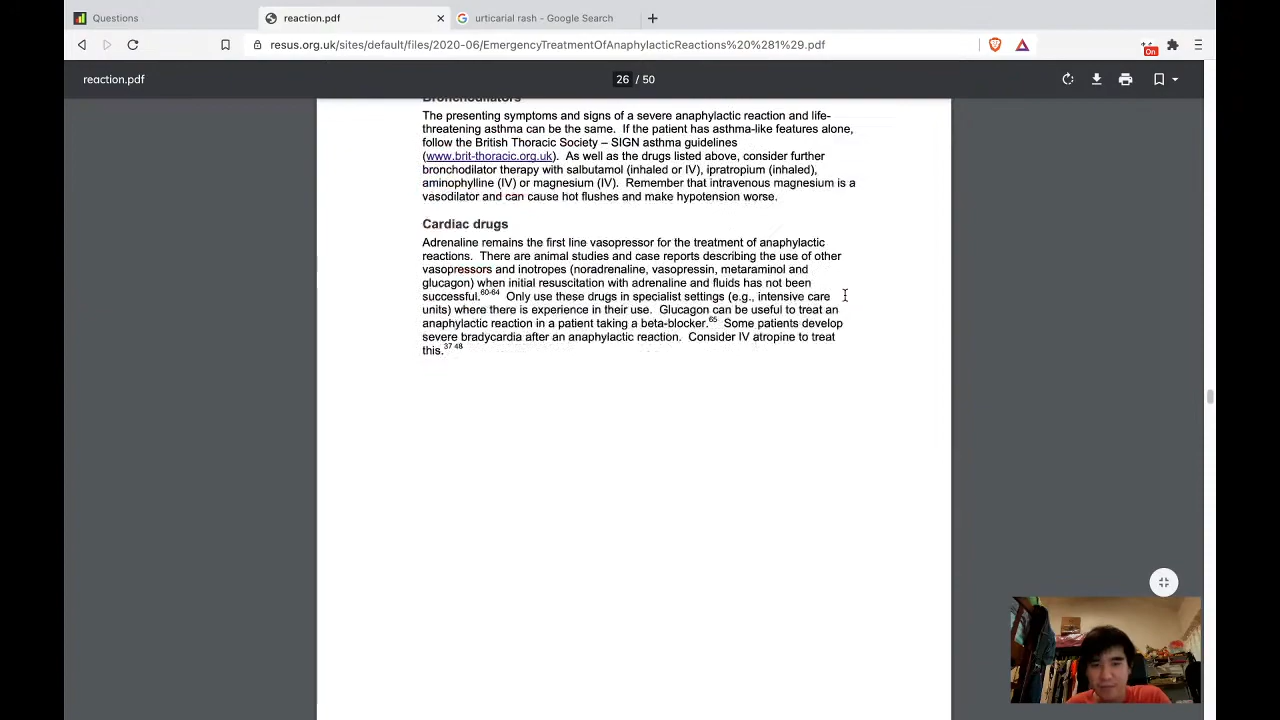 Questions
reaction.pdf
urticarial rash - Google Search
resus.org.uk/sites/default/files/2020-06/EmergencyTreatmentOfAnaphylacticReactions%20%281%29.pdf
On
reaction.pdf
26 / 50
Bronchodilators
The presenting symptoms and signs of a severe anaphylactic reaction and life-
threatening asthma can be the same. If the patient has asthma-like features alone,
follow the British Thoracic Society – SIGN asthma guidelines
(www.brit-thoracic.org.uk). As well as the drugs listed above, consider further
bronchodilator therapy with salbutamol (inhaled or IV), ipratropium (inhaled),
aminophylline (IV) or magnesium (IV). Remember that intravenous magnesium is a
vasodilator and can cause hot flushes and make hypotension worse.
Cardiac drugs
Adrenaline remains the first line vasopressor for the treatment of anaphylactic
reactions. There are animal studies and case reports describing the use of other
vasopressors and inotropes (noradrenaline, vasopressin, metaraminol and
glucagon) when initial resuscitation with adrenaline and fluids has not been
successful.60-64 Only use these drugs in specialist settings (e.g., intensive care
units) where there is experience in their use. Glucagon can be useful to treat an
anaphylactic reaction in a patient taking a beta-blocker.65 Some patients develop
severe bradycardia after an anaphylactic reaction. Consider IV atropine to treat
this.37 48